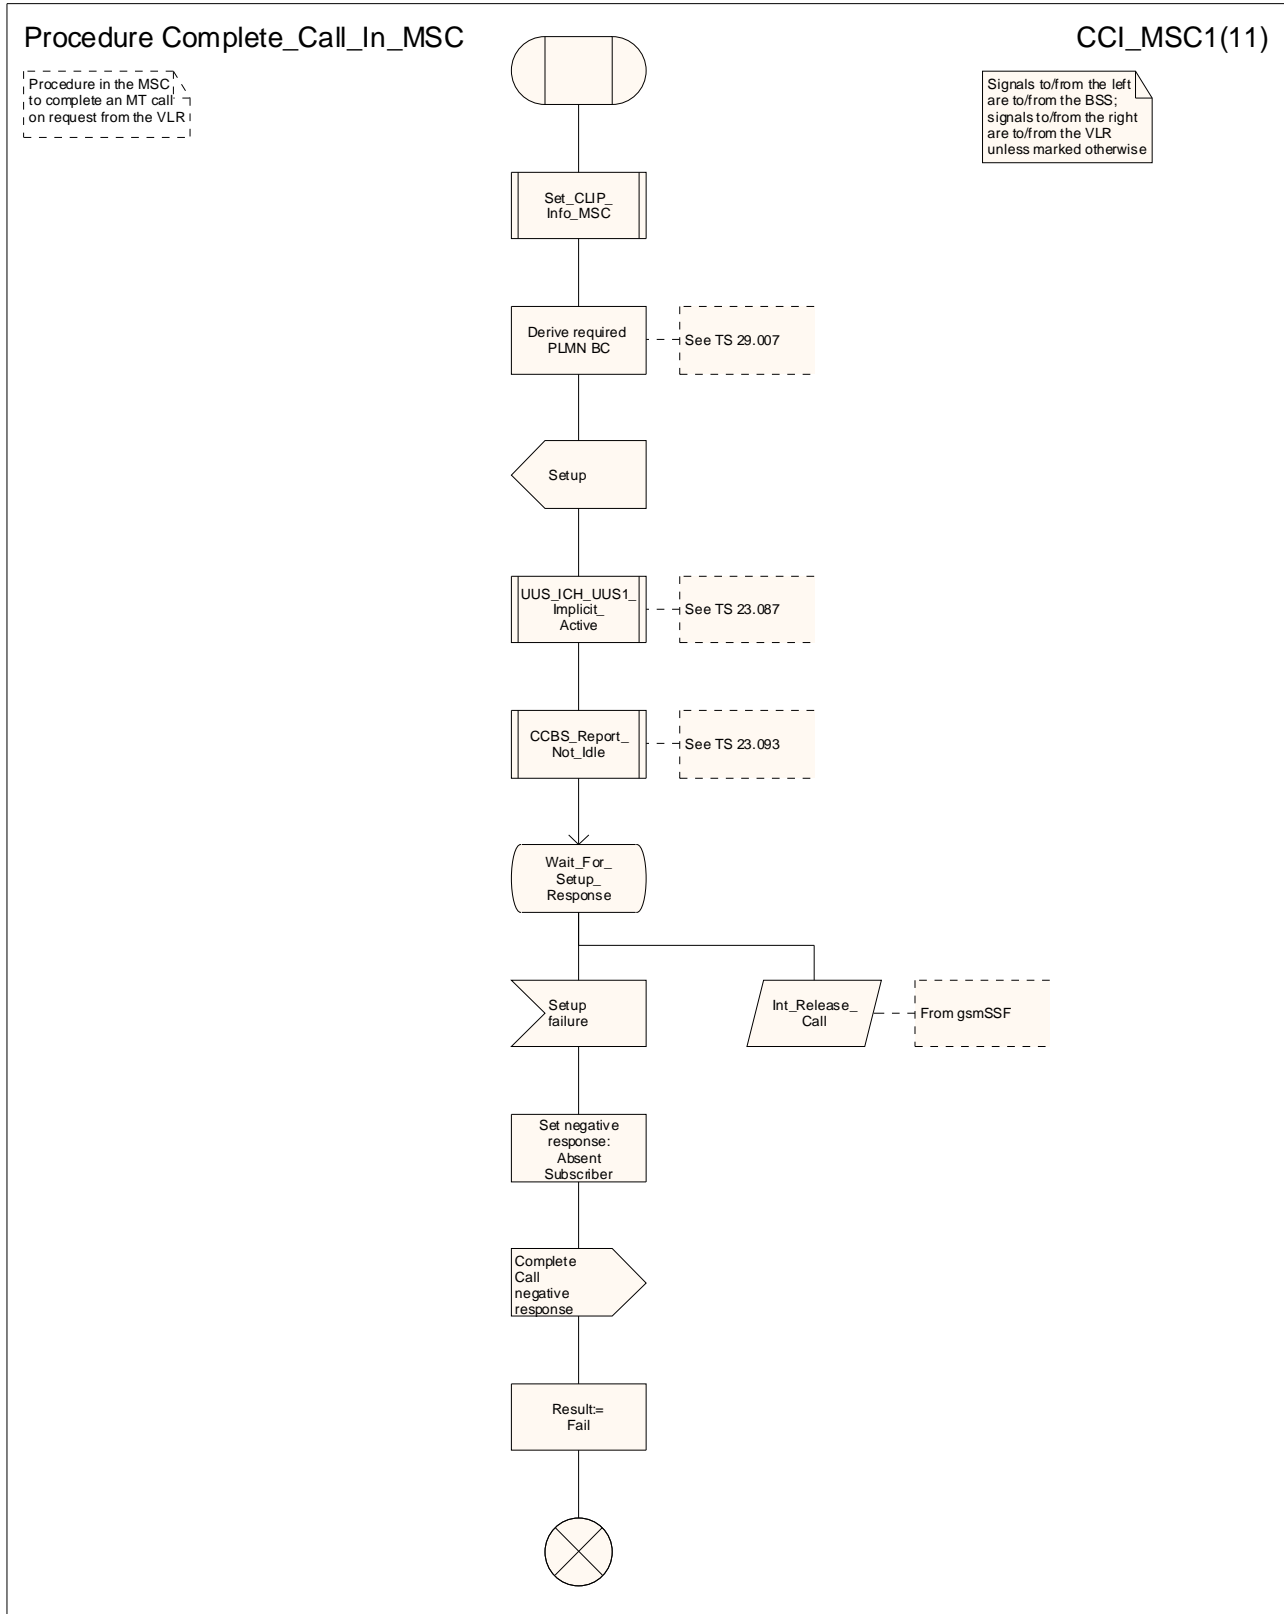 Procedure Complete_Call_In_MSC
CCI_MSC1(11)
Procedure in the MSC
to complete an MT call
on request from the VLR
Signals to/from the left
are to/from the BSS;
signals to/from the right
are to/from the VLR
unless marked otherwise
Set_CLIP_
Info_MSC
Derive required
PLMN BC
See TS 29.007
Setup
UUS_ICH_UUS1_
Implicit_
Active
See TS 23.087
CCBS_Report_
Not_Idle
See TS 23.093
Wait_For_
Setup_
Response
Setup
failure
Int_Release_
Call
From gsmSSF
Set negative
response:
Absent
Subscriber
Complete
Call
negative
response
Result:=
Fail